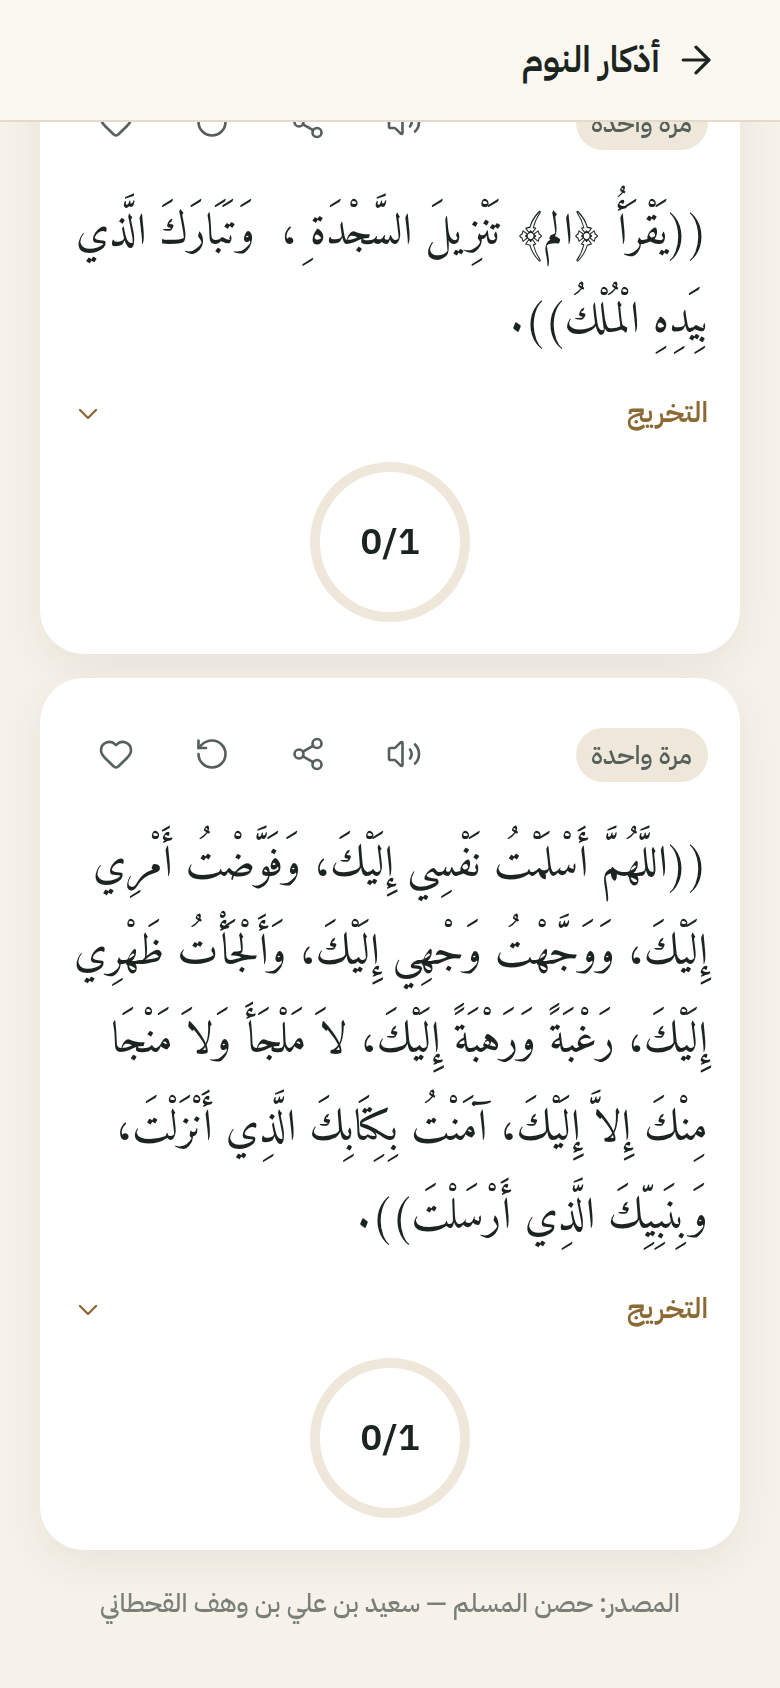 أذكار النوم
مرة واحدة
((يَقْرَأُ ﴿الم﴾ تَنْزِيلَ السَّجْدَةِ، وَتَبَارَكَ الَّذي
بِيَدِهِ الْمُلْكُ)).
التخريج
0/1
مرة واحدة
((اللَّهُمَّ أَسْلَمْتُ نَفْسِي إِلَيْكَ، وَفَوَّضْتُ أَمْرِي
إِلَيْكَ، وَوَجَّهْتُ وَجْهِي إِلَيْكَ، وَأَلْجَأْتُ ظَهْرِي
إِلَيْكَ، رَغْبَةً وَرَهْبَةً إِلَيْكَ، لاَ مَلْجَأَ وَلاَ مَنْجَا
مِنْكَ إِلاَّ إِلَيْكَ، آمَنْتُ بِكِتَابِكَ الَّذِي أَنْزَلْتَ،
وَبِنَبِيِّكَ الَّذِي أَرْسَلْتَ)).
التخريج
0/1
المصدر: حصن المسلم — سعيد بن علي بن وهف القحطاني